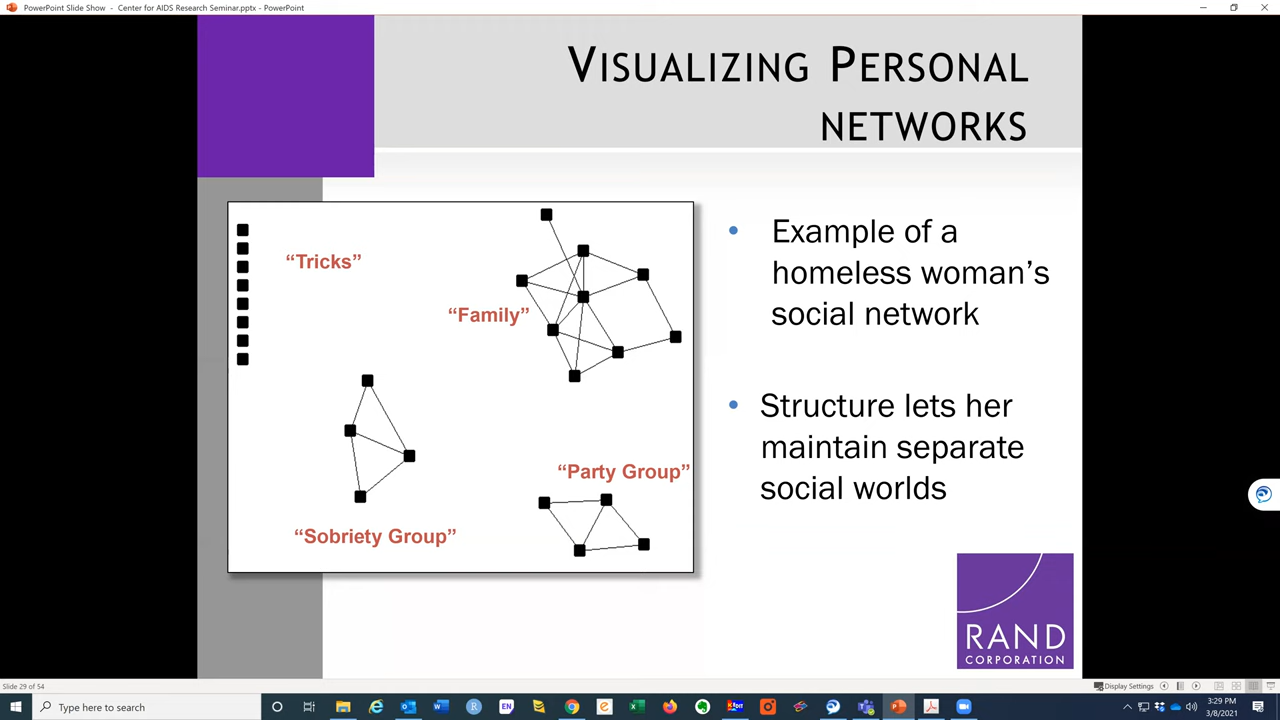 PowerPoint Slide Show - Center for AIDS Research Seminar.pptx - PowerPoint
VISUALIZING PERSONAL
NETWORKS
“Tricks”
“Family”
“Party Group”
“Sobriety Group”
• Example of a
homeless woman’s
social network
• Structure lets her
maintain separate
social worlds
RAND
CORPORATION
Slide 29 of 54
Display Settings
Type here to search
3:29 PM
3/8/2021